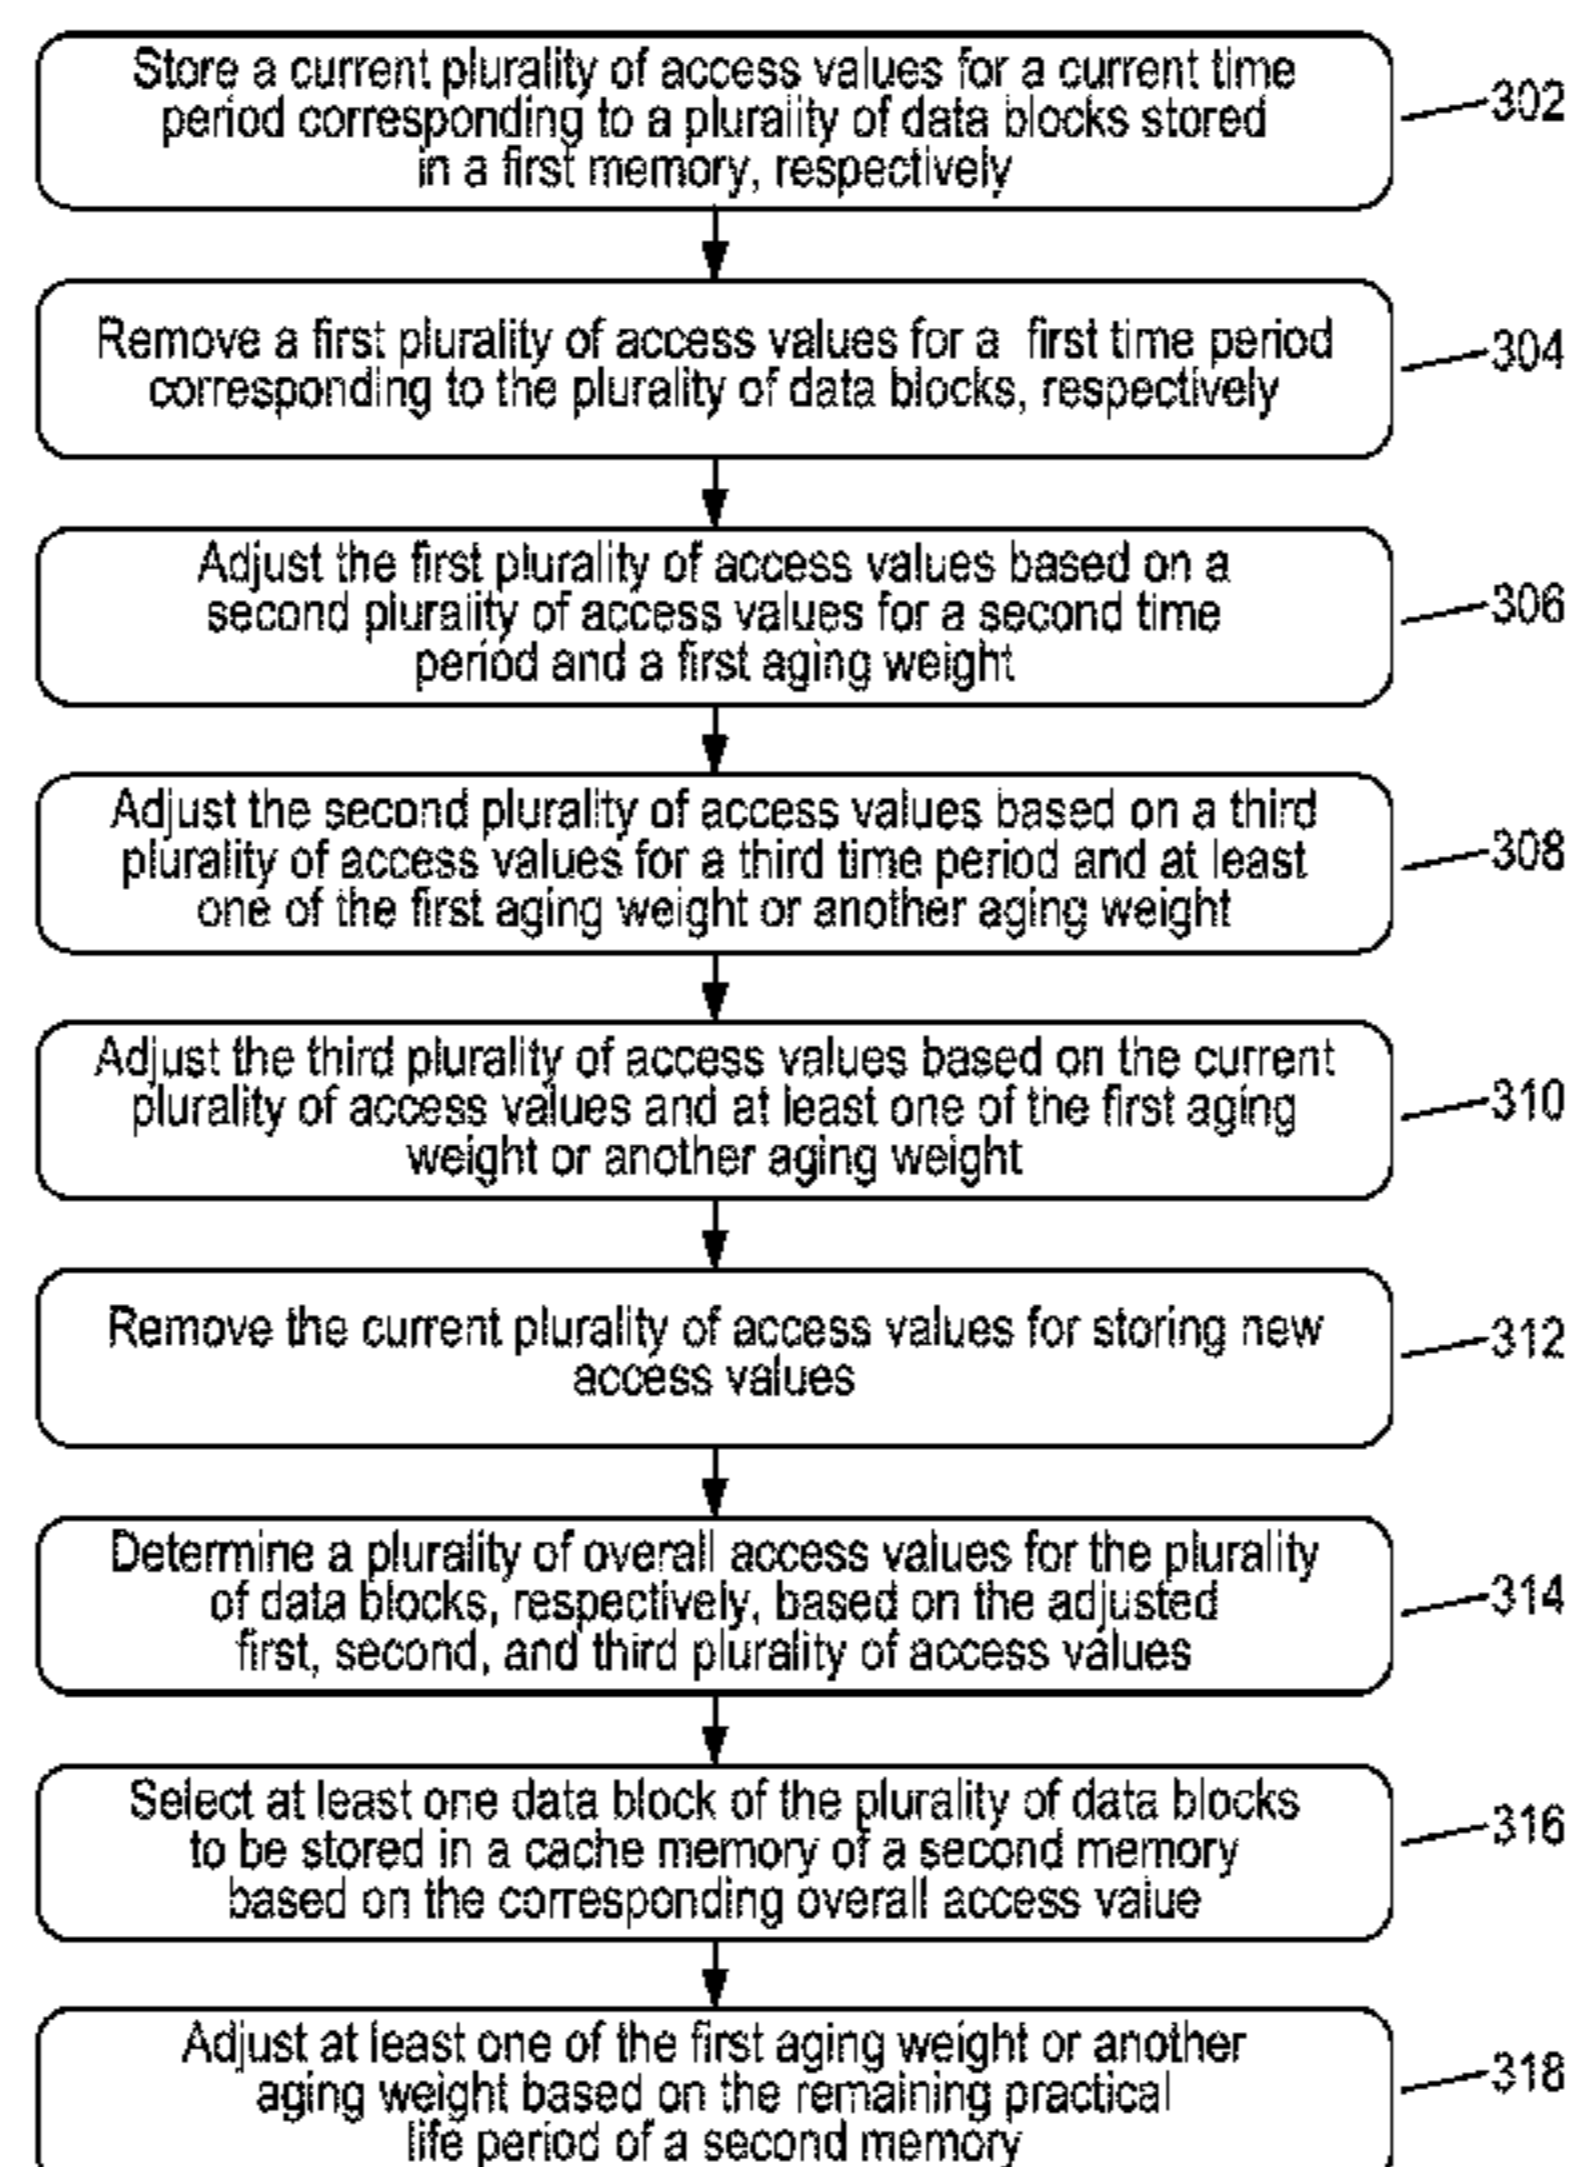 Store a current plurality of access values for a current time
period corresponding to a plurality of data blocks stored
in a first memory, respectively
302
Remove a first plurality of access values for a first time period
corresponding to the plurality of data blocks, respectively
304
Adjust the first plurality of access values based on a
second plurality of access values for a second time
period and a first aging weight
306
Adjust the second plurality of access values based on a third
plurality of access values for a third time period and at least
one of the first aging weight or another aging weight
308
Adjust the third plurality of access values based on the current
plurality of access values and at least one of the first aging
weight or another aging weight
310
Remove the current plurality of access values for storing new
access values
312
Determine a plurality of overall access values for the plurality
of data blocks, respectively, based on the adjusted
first, second, and third plurality of access values
314
Select at least one data block of the plurality of data blocks
to be stored in a cache memory of a second memory
based on the corresponding overall access value
316
Adjust at least one of the first aging weight or another
aging weight based on the remaining practical
life period of a second memory
318